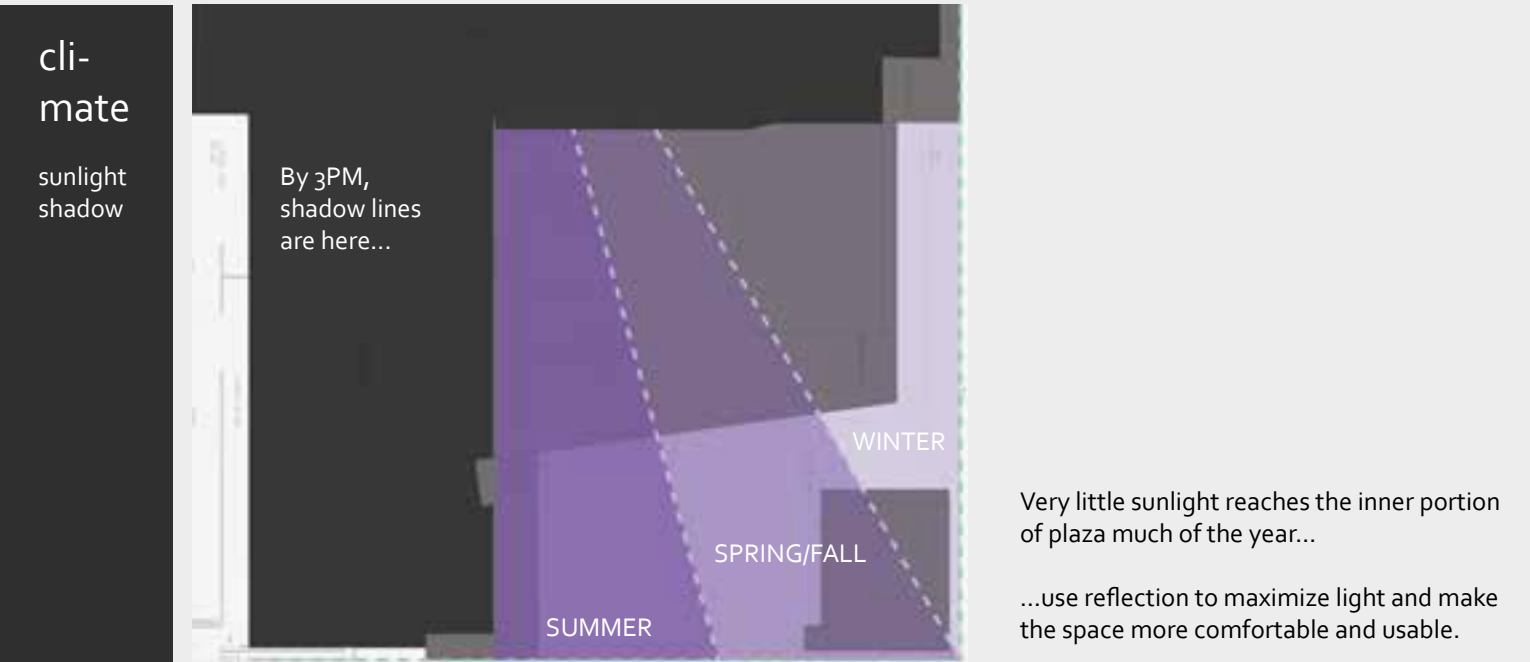 cli-
mate
sunlight
shadow
By 3PM,
shadow lines
are here...
WINTER
SPRING/FALL
SUMMER
Very little sunlight reaches the inner portion
of plaza much of the year...
...use reflection to maximize light and make
the space more comfortable and usable.